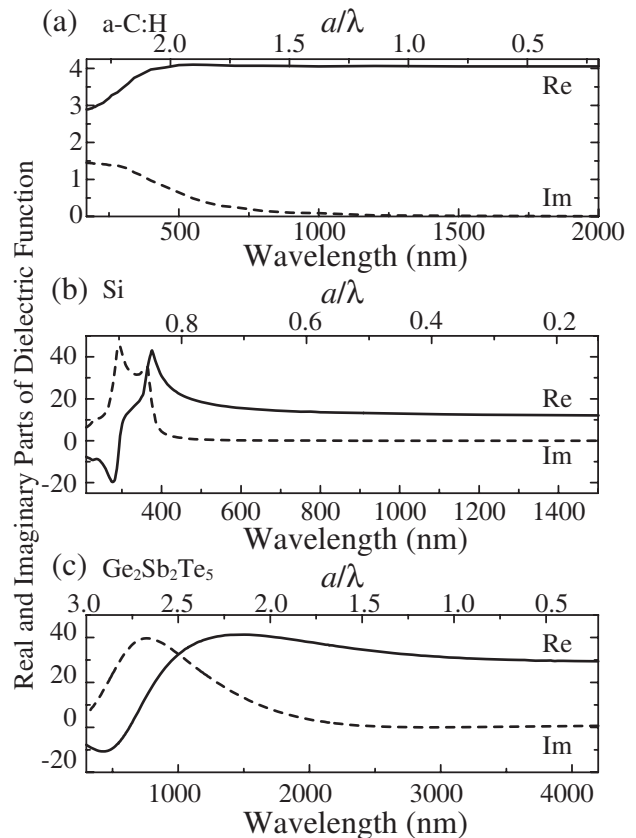 Real and Imaginary Parts of Dielectric Function
(a) a-C:H a/λ
2.0 1.5 1.0 0.5
4
3
2
1
0
Re
Im
500 1000 1500 2000
Wavelength (nm)
(b) Si a/λ
0.8 0.6 0.4 0.2
40
20
0
-20
Re
Im
400 600 800 1000 1200 1400
Wavelength (nm)
(c) Ge₂Sb₂Te₅ a/λ
3.0 2.5 2.0 1.5 1.0 0.5
40
20
0
-20
Re
Im
1000 2000 3000 4000
Wavelength (nm)